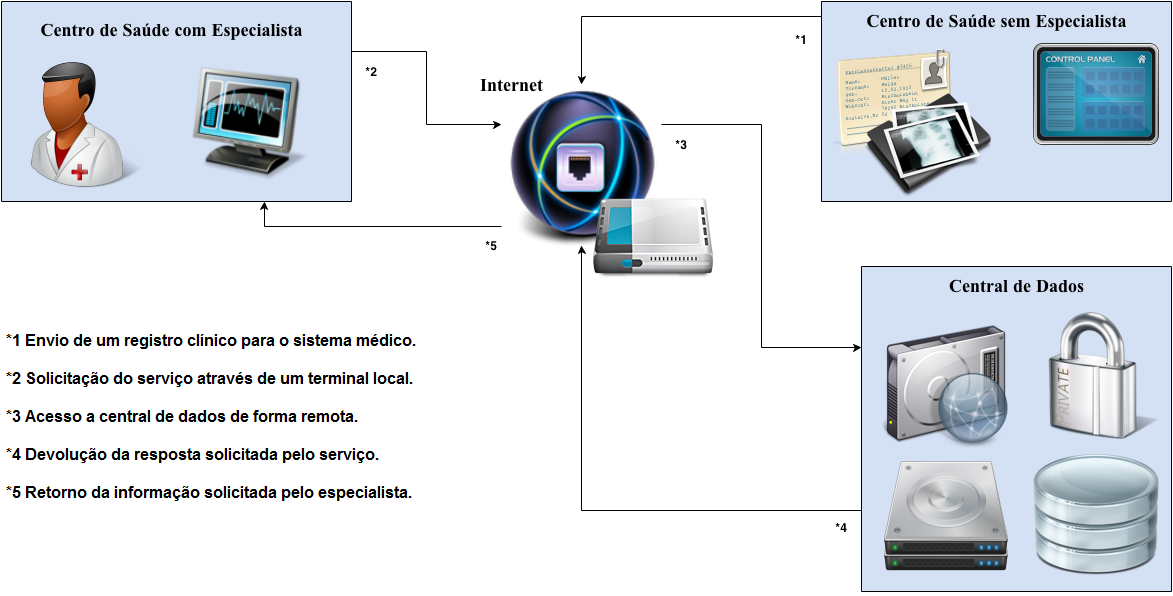 Centro de Saúde com Especialista
Centro de Saúde sem Especialista
*1
*2
Internet
CONTROL PANEL
*3
*5
Central de Dados
PRIVATE
*1 Envio de um registro clínico para o sistema médico.
*2 Solicitação do serviço através de um terminal local.
*3 Acesso a central de dados de forma remota.
*4 Devolução da resposta solicitada pelo serviço.
*5 Retorno da informação solicitada pelo especialista.
*4